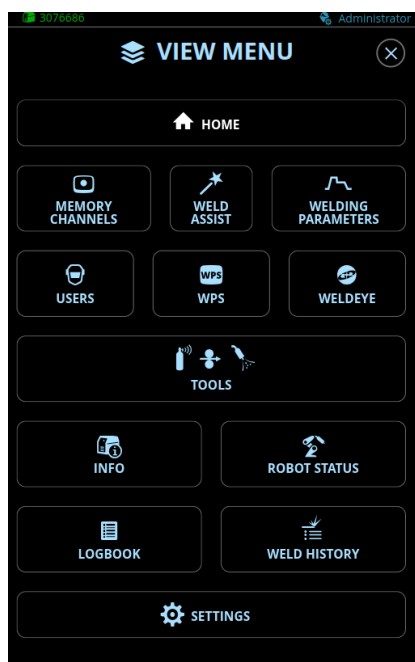 3076686
Administrator
VIEW MENU
HOME
MEMORY
CHANNELS
WELD
ASSIST
WELDING
PARAMETERS
USERS
WPS
WPS
WELDEYE
TOOLS
INFO
ROBOT STATUS
LOGBOOK
WELD HISTORY
SETTINGS